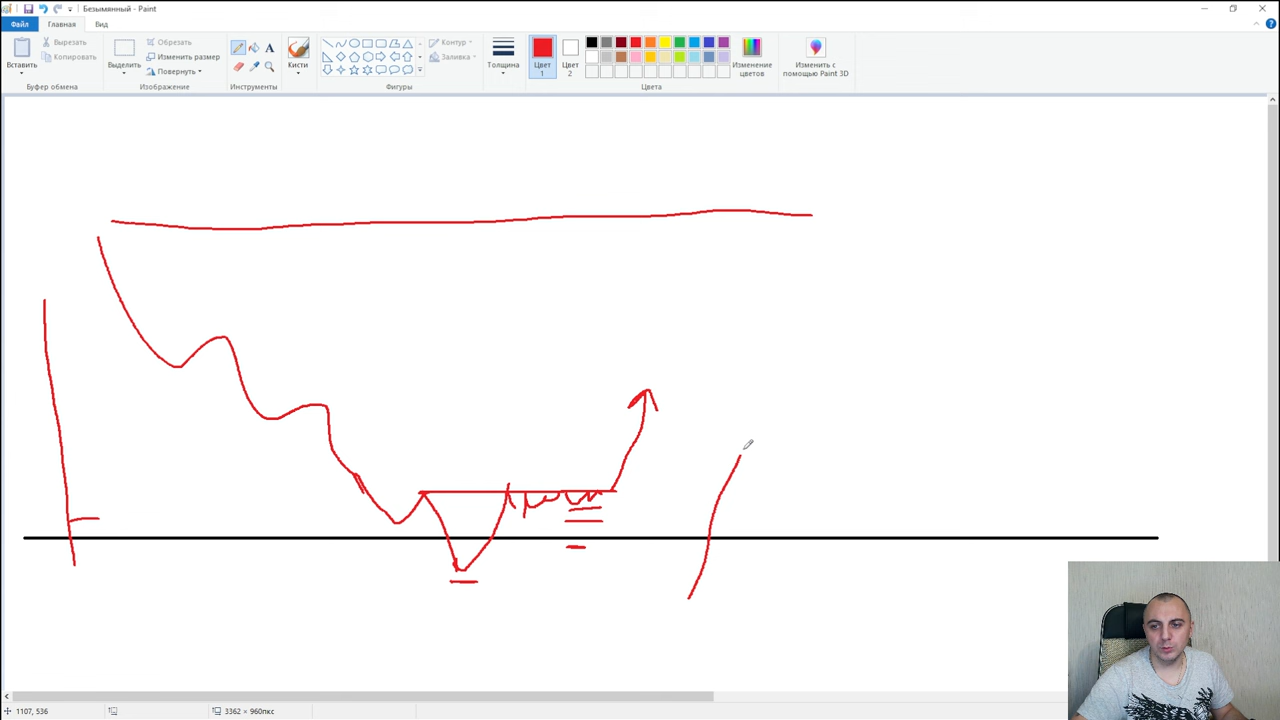 Безымянный - Paint
Файл Главная Вид
Вставить
Вырезать
Копировать
Буфер обмена
Выделить
Обрезать
Изменить размер
Повернуть
Изображение
Инструменты
Кисти
Контур
Заливка
Фигуры
Толщина
Цвет 1
Цвет 2
Изменение цветов
Цвета
Изменить с помощью Paint 3D
1107, 536
3362 × 960пкс